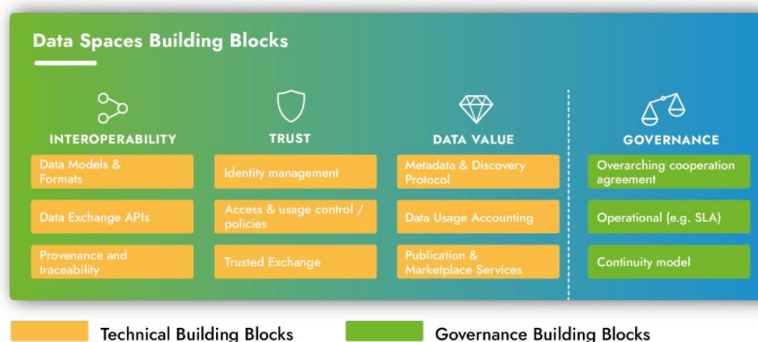 Data Spaces Building Blocks
INTEROPERABILITY
Data Models &
Formats
Data Exchange APIs
Provenance and
traceability
TRUST
Identity management
Access & usage control /
policies
Trusted Exchange
DATA VALUE
Metadata & Discovery
Protocol
Data Usage Accounting
Publication &
Marketplace Services
GOVERNANCE
Overarching cooperation
agreement
Operational (e.g. SLA)
Continuity model
Technical Building Blocks
Governance Building Blocks